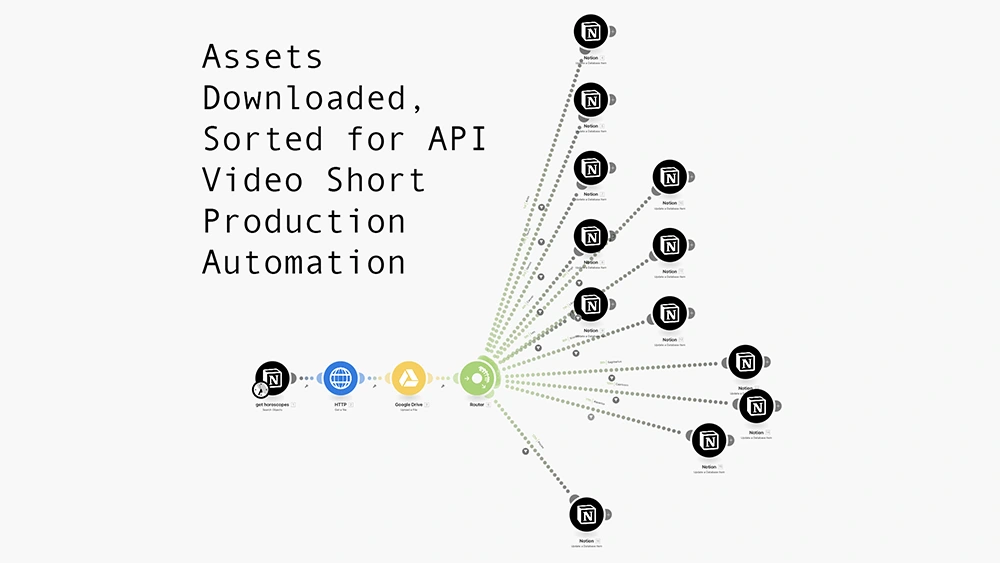 Assets
Downloaded,
Sorted for API
Video Short
Production
Automation
Notion
Update a Database Item
Notion
Update a Database Item
Notion
Update a Database Item
Notion
Update a Database Item
Notion
Update a Database Item
Notion
Update a Database Item
Notion
Update a Database Item
Notion
Update a Database Item
get horoscopes
Search Objects
HTTP
Get a file
Google Drive
Upload a File
Router
Notion
Notion
Update a Database Item
Notion
Update a Database Item
Notion
Update a Database Item